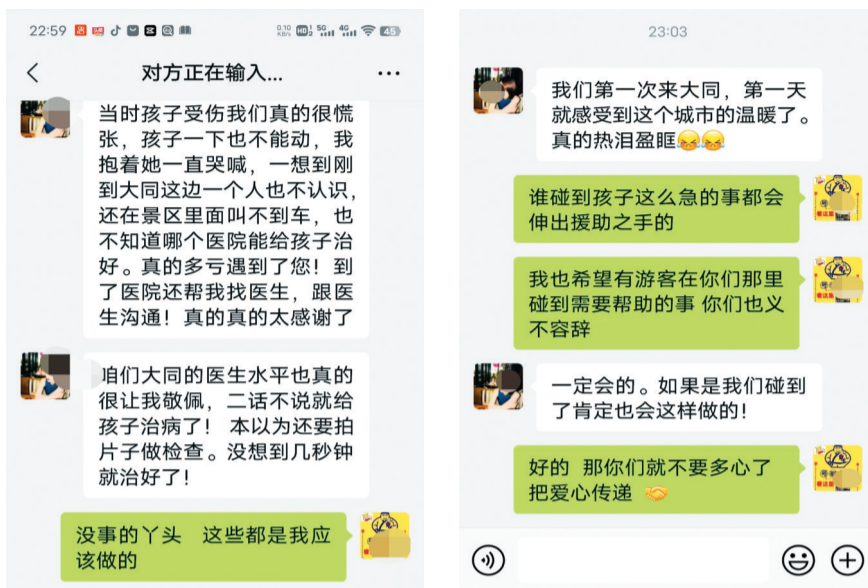 22:59
0.10
KB/s
HD
5G
4G
45
对方正在输入...
当时孩子受伤我们真的很慌
张，孩子一下也不能动，我
抱着她一直哭喊，一想到刚
到大同这边一个人也不认识，
还在景区里面叫不到车，也
不知道哪个医院能给孩子治
好。真的多亏遇到了您！到
了医院还帮我找医生，跟医
生沟通！真的真的太感谢了
咱们大同的医生水平也真的
很让我敬佩，二话不说就给
孩子治病了！本以为还要拍
片子做检查。没想到几秒钟
就治好了！
没事的丫头 这些都是我应
该做的
23:03
我们第一次来大同，第一天
就感受到这个城市的温暖了。
真的热泪盈眶😹😹
谁碰到孩子这么急的事都会
伸出援助之手的
我也希望有游客在你们那里
碰到需要帮助的事 你们也义
不容辞
一定会的。如果是我们碰到
了肯定也会这样做的！
好的 那你们就不要多心了
把爱心传递 🤝